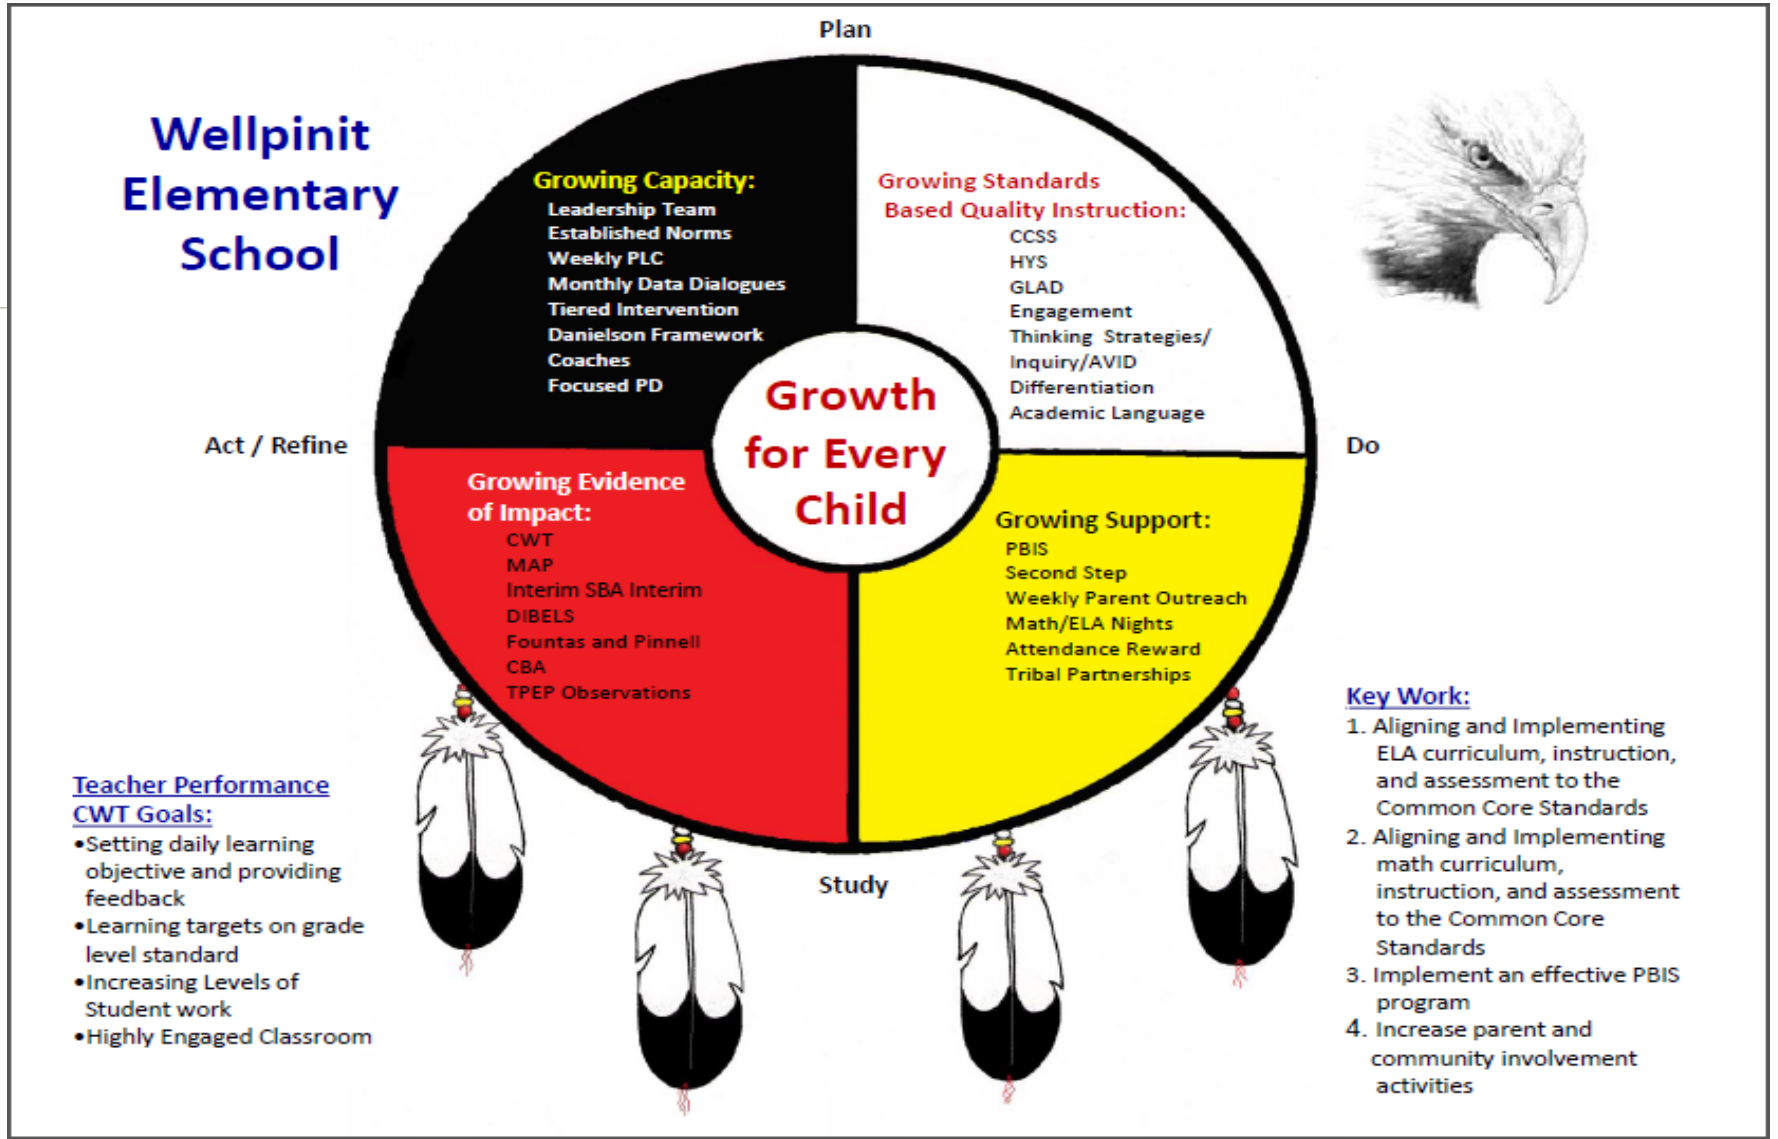 Plan
Wellpinit
Elementary
School
Growing Capacity:
Leadership Team
Established Norms
Weekly PLC
Monthly Data Dialogues
Tiered Intervention
Danielson Framework
Coaches
Focused PD
Growing Standards
Based Quality Instruction:
CCSS
HYS
GLAD
Engagement
Thinking Strategies/
Inquiry/AVID
Differentiation
Academic Language
Growth
for Every
Child
Act / Refine
Do
Growing Evidence
of Impact:
CWT
MAP
Interim SBA Interim
DIBELS
Fountas and Pinnell
CBA
TPEP Observations
Growing Support:
PBIS
Second Step
Weekly Parent Outreach
Math/ELA Nights
Attendance Reward
Tribal Partnerships
Study
Teacher Performance
CWT Goals:
•Setting daily learning
objective and providing
feedback
•Learning targets on grade
level standard
•Increasing Levels of
Student work
•Highly Engaged Classroom
Key Work:
1. Aligning and Implementing
ELA curriculum, instruction,
and assessment to the
Common Core Standards
2. Aligning and Implementing
math curriculum,
instruction, and assessment
to the Common Core
Standards
3. Implement an effective PBIS
program
4. Increase parent and
community involvement
activities